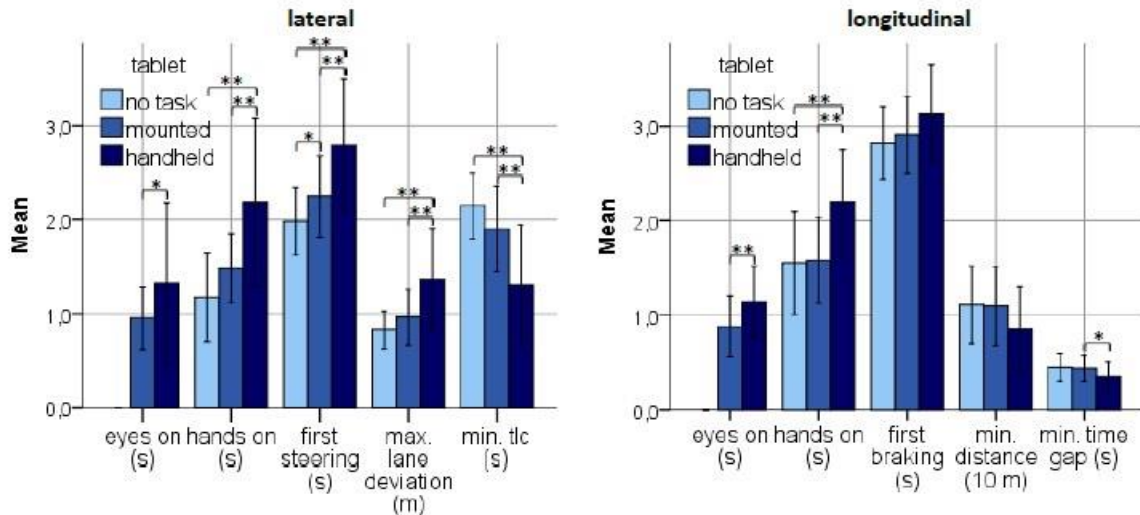 lateral
** **
** **
tablet
no task
mounted
handheld
*
*
**
**
**
**
3,0
2,0
1,0
0,0
Mean
eyes on (s)
hands on (s)
first steering (s)
max. lane deviation (m)
min. tlc (s)
longitudinal
tablet
no task
mounted
handheld
**
**
**
*
3,0
2,0
1,0
0,0
Mean
eyes on (s)
hands on (s)
first braking (s)
min. distance (10 m)
min. time gap (s)